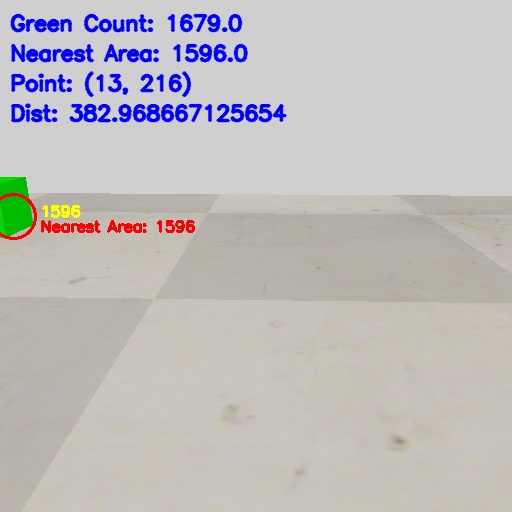 Green Count: 1679.0
Nearest Area: 1596.0
Point: (13, 216)
Dist: 382.968667125654
1596
Nearest Area: 1596